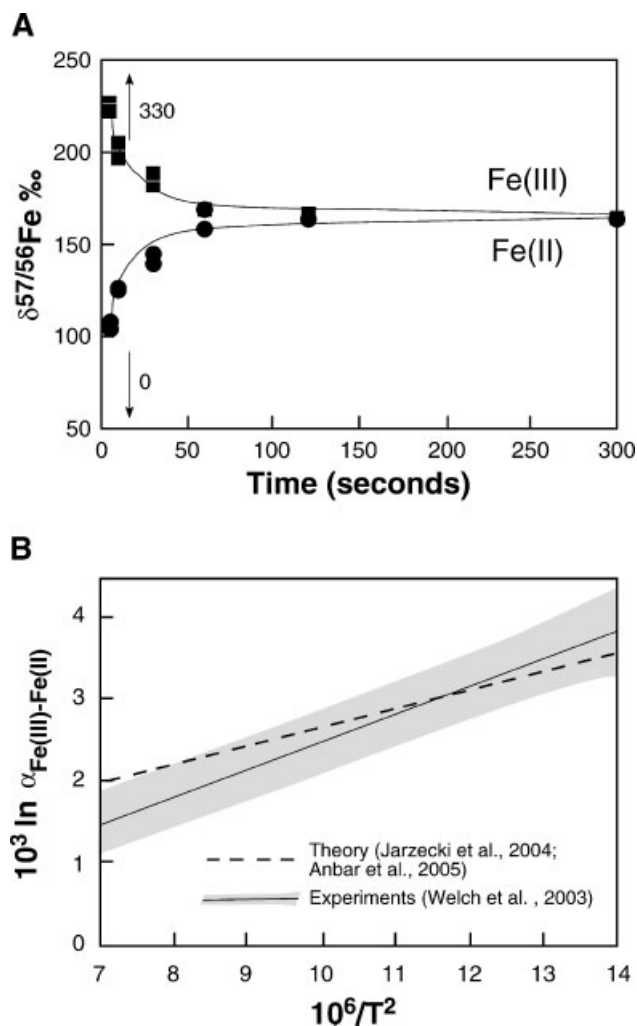 A
250
200
150
100
50
δ57/56Fe ‰
330
0
Fe(III)
Fe(II)
0 50 100 150 200 250 300
Time (seconds)
B
4
3
2
1
0
10³ ln α Fe(III)-Fe(II)
Theory (Jarzecki et al., 2004;
Anbar et al., 2005)
Experiments (Welch et al. , 2003)
7 8 9 10 11 12 13 14
10⁶/T²